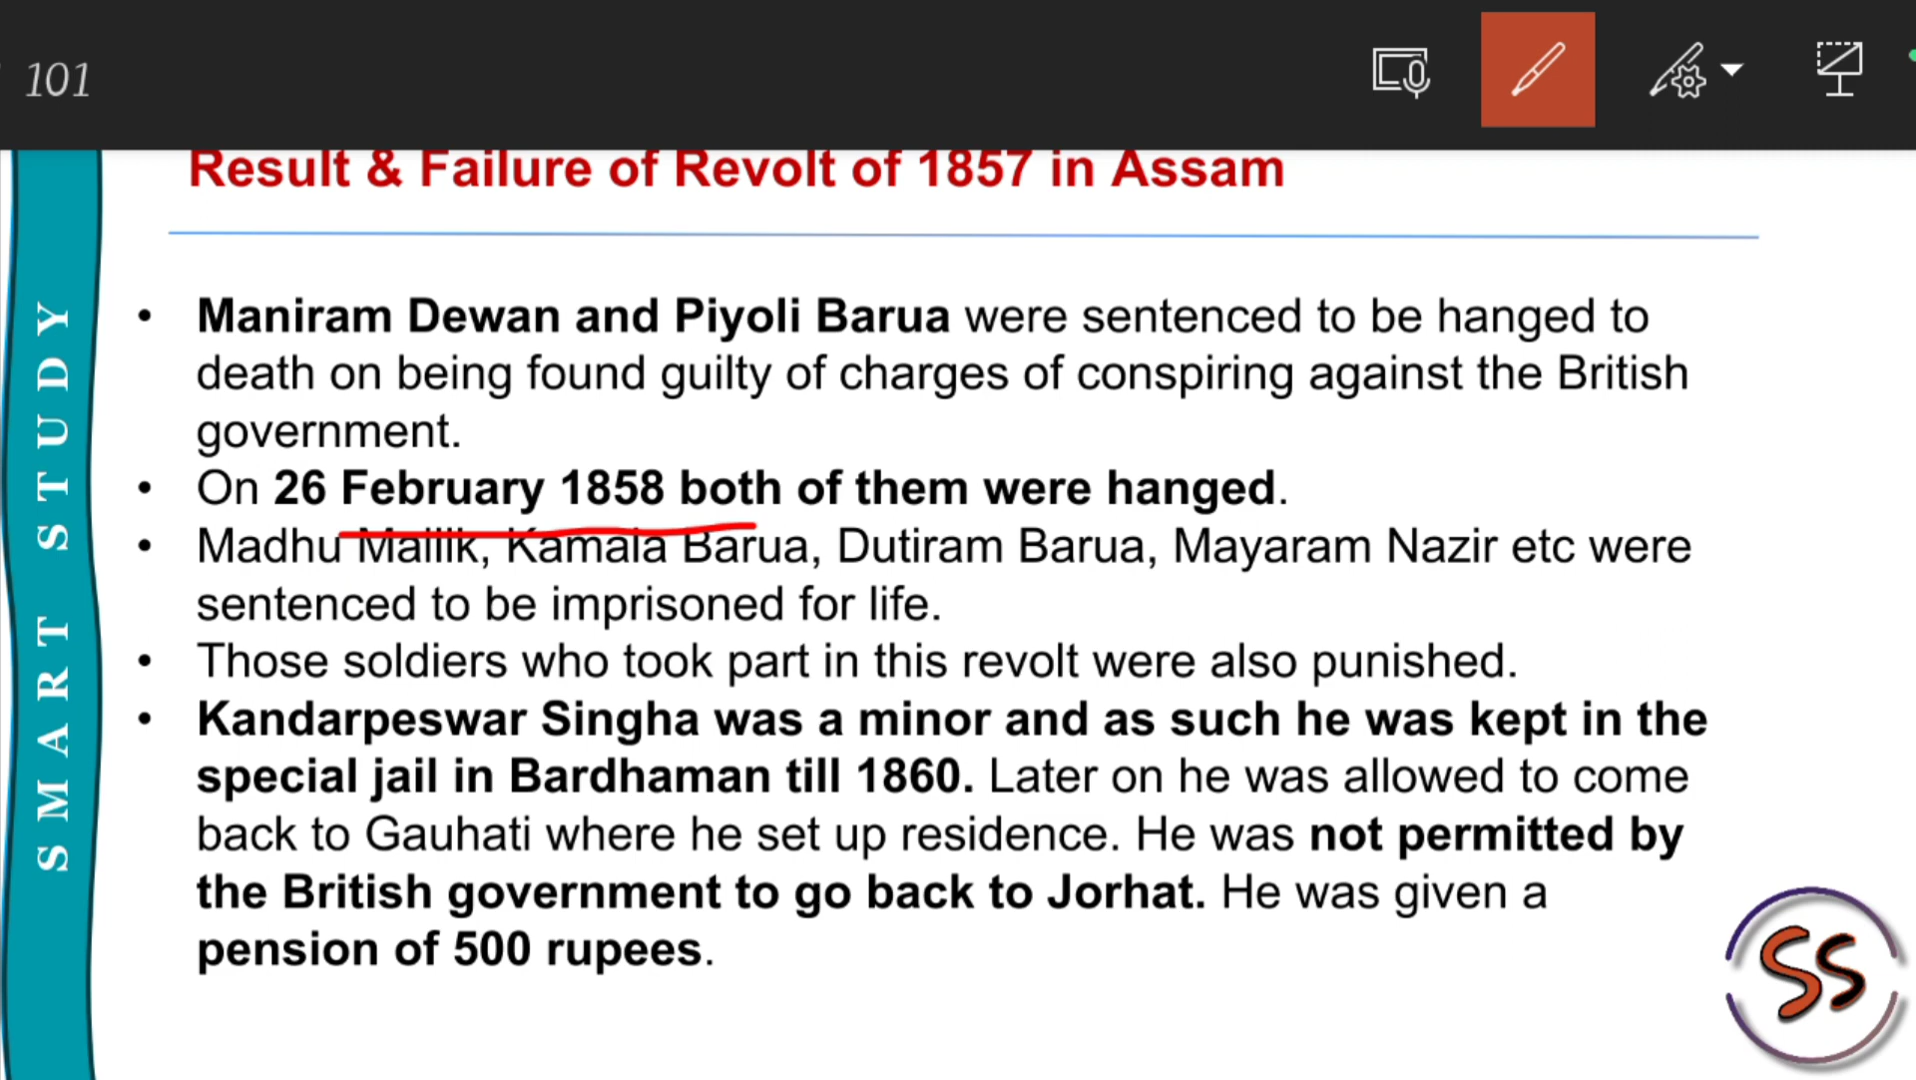 101
Result & Failure of Revolt of 1857 in Assam
SMART STUDY
• Maniram Dewan and Piyoli Barua were sentenced to be hanged to
death on being found guilty of charges of conspiring against the British
government.
• On 26 February 1858 both of them were hanged.
• Madhu Mallik, Kamala Barua, Dutiram Barua, Mayaram Nazir etc were
sentenced to be imprisoned for life.
• Those soldiers who took part in this revolt were also punished.
• Kandarpeswar Singha was a minor and as such he was kept in the
special jail in Bardhaman till 1860. Later on he was allowed to come
back to Gauhati where he set up residence. He was not permitted by
the British government to go back to Jorhat. He was given a
pension of 500 rupees.
SS